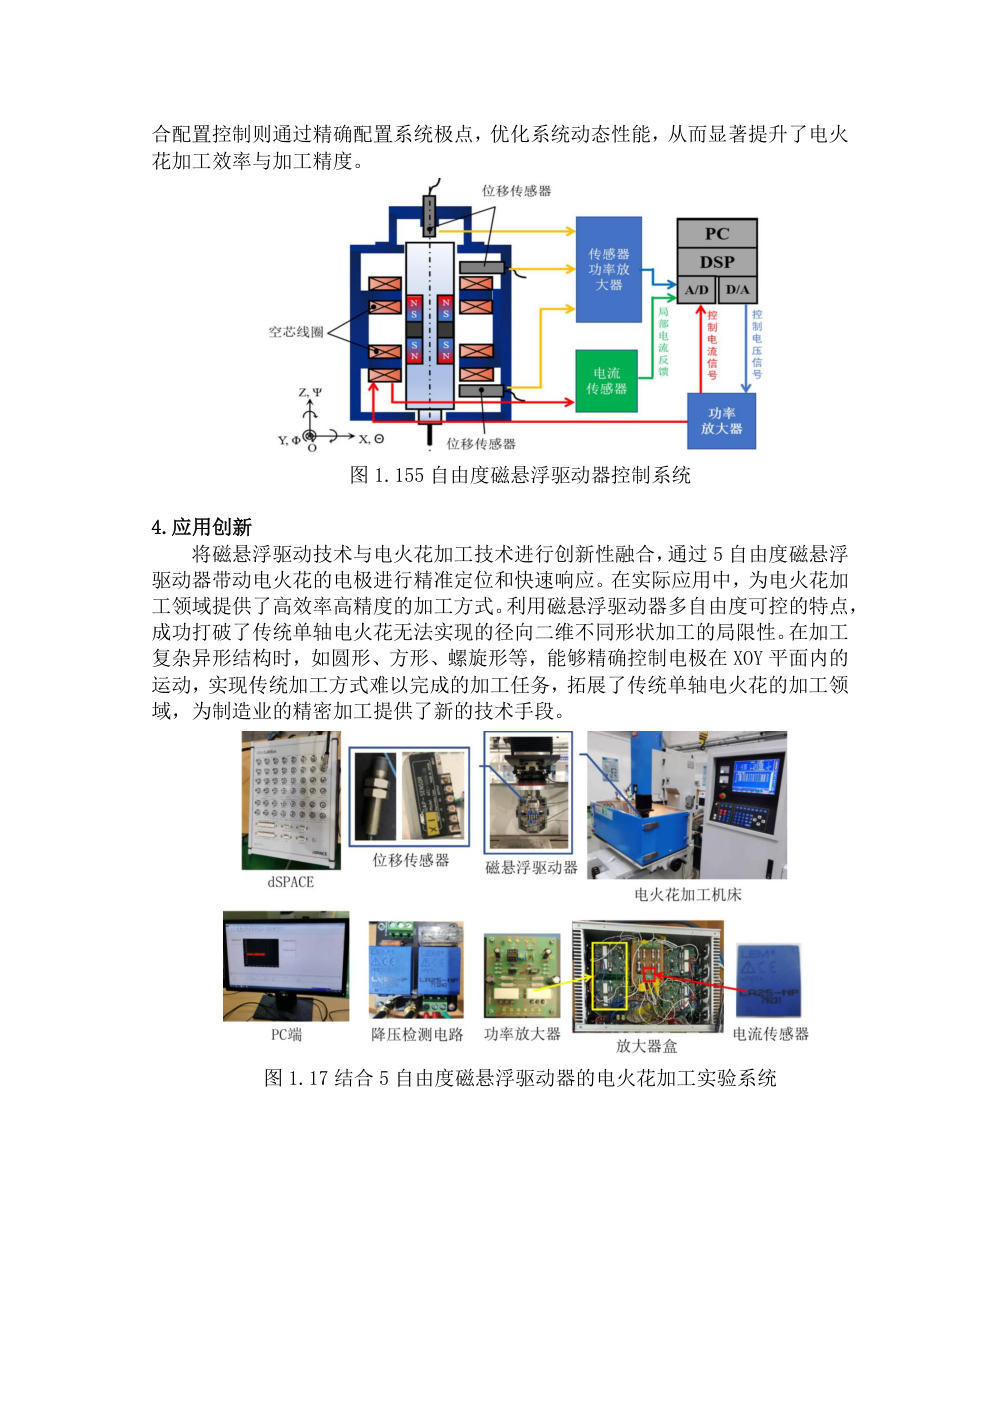 合配置控制则通过精确配置系统极点，优化系统动态性能，从而显著提升了电火
花加工效率与加工精度。
位移传感器
传感器
功率放
大器
PC
DSP
A/D
D/A
空芯线圈
N
S
N
S
S
N
S
N
局部电流反馈
控制电流信号
控制电压信号
电流
传感器
功率
放大器
Z, Ψ
Y, Φ
O
X, Θ
位移传感器
图 1.155 自由度磁悬浮驱动器控制系统
4.应用创新
将磁悬浮驱动技术与电火花加工技术进行创新性融合，通过 5 自由度磁悬浮
驱动器带动电火花的电极进行精准定位和快速响应。在实际应用中，为电火花加
工领域提供了高效率高精度的加工方式。利用磁悬浮驱动器多自由度可控的特点，
成功打破了传统单轴电火花无法实现的径向二维不同形状加工的局限性。在加工
复杂异形结构时，如圆形、方形、螺旋形等，能够精确控制电极在 XOY 平面内的
运动，实现传统加工方式难以完成的加工任务，拓展了传统单轴电火花的加工领
域，为制造业的精密加工提供了新的技术手段。
dSPACE
位移传感器
磁悬浮驱动器
电火花加工机床
LEM
LA25-NP
PC端
降压检测电路
功率放大器
放大器盒
电流传感器
图 1.17 结合 5 自由度磁悬浮驱动器的电火花加工实验系统